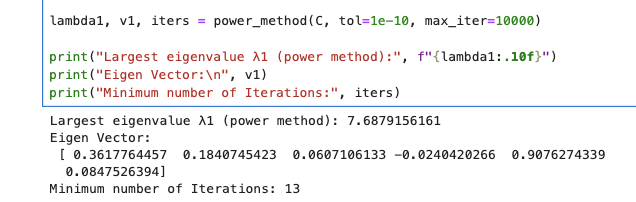 lambda1, v1, iters = power_method(C, tol=1e-10, max_iter=10000)
print("Largest eigenvalue λ1 (power method):", f"{lambda1:.10f}")
print("Eigen Vector:\n", v1)
print("Minimum number of Iterations:", iters)
Largest eigenvalue λ1 (power method): 7.6879156161
Eigen Vector:
[ 0.3617764457  0.1840745423  0.0607106133 -0.0240420266  0.9076274339
0.0847526394]
Minimum number of Iterations: 13